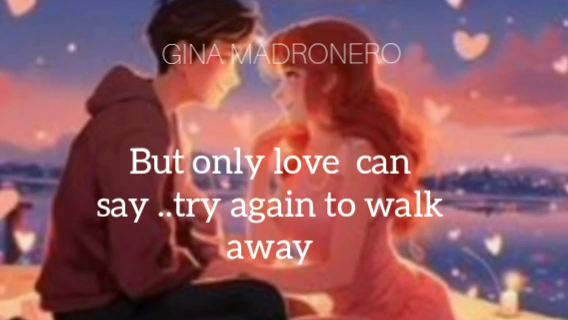 GINA MADRONERO
But only love can
say ..try again to walk
away